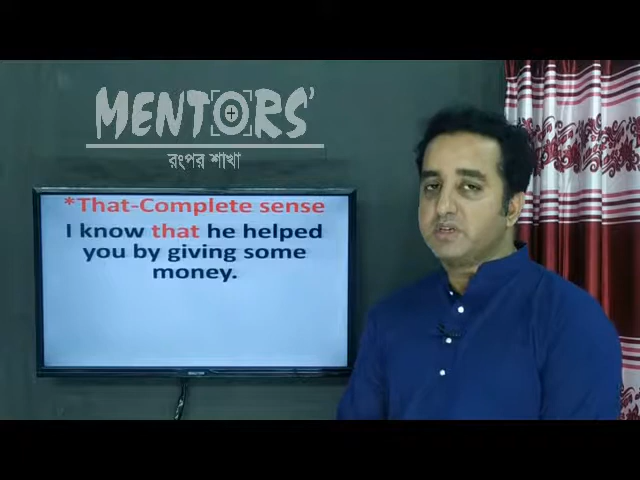 MENTORS'
রংপুর শাখা
*That-Complete sense
I know that he helped
you by giving some
money.